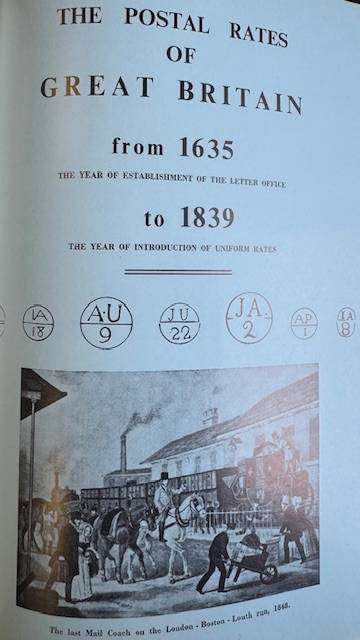 THE POSTAL RATES
OF
GREAT BRITAIN
from 1635
THE YEAR OF ESTABLISHMENT OF THE LETTER OFFICE
to 1839
THE YEAR OF INTRODUCTION OF UNIFORM RATES
IA
18
A·U
9
JU
22
JA.
2
AP
1
IA
8
The last Mail Coach on the London - Boston - Louth run, 1845.